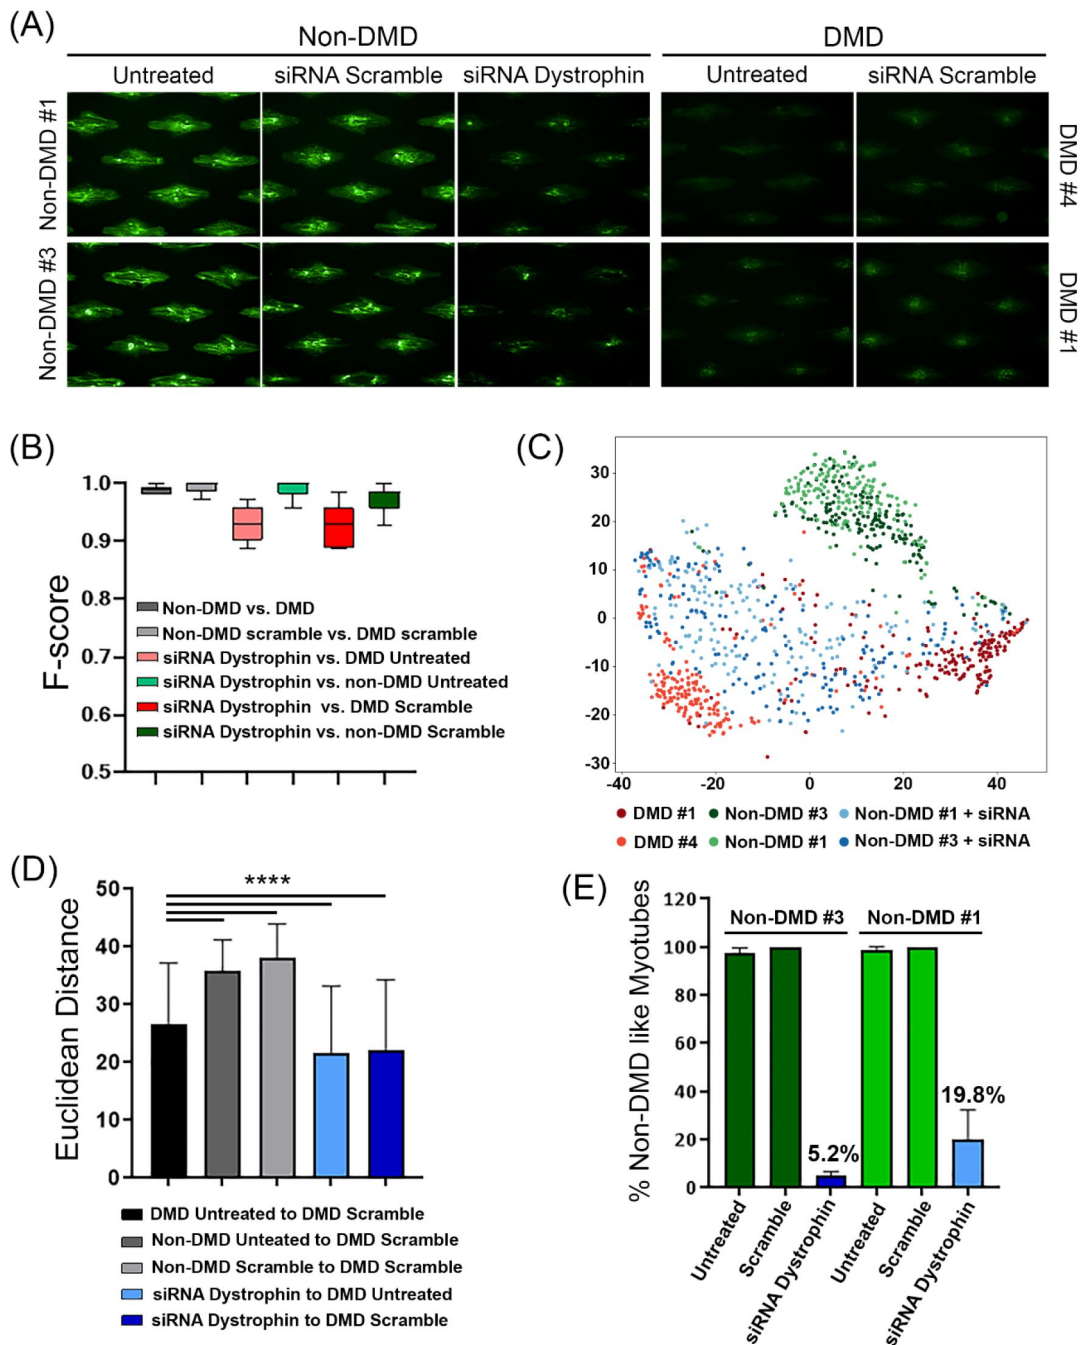 (A)
Non-DMD
DMD
Untreated
siRNA Scramble
siRNA Dystrophin
Untreated
siRNA Scramble
Non-DMD #1
DMD #4
Non-DMD #3
DMD #1
(B)
F-score
1.0
0.9
0.8
0.7
0.6
0.5
Non-DMD vs. DMD
Non-DMD scramble vs. DMD scramble
siRNA Dystrophin vs. DMD Untreated
siRNA Dystrophin vs. non-DMD Untreated
siRNA Dystrophin vs. DMD Scramble
siRNA Dystrophin vs. non-DMD Scramble
(C)
30
20
10
0
-10
-20
-30
-40 -20 0 20 40
DMD #1 Non-DMD #3 Non-DMD #1 + siRNA
DMD #4 Non-DMD #1 Non-DMD #3 + siRNA
(D)
Euclidean Distance
50
40
30
20
10
0
****
DMD Untreated to DMD Scramble
Non-DMD Unteated to DMD Scramble
Non-DMD Scramble to DMD Scramble
siRNA Dystrophin to DMD Untreated
siRNA Dystrophin to DMD Scramble
(E)
% Non-DMD like Myotubes
120
100
80
60
40
20
0
Non-DMD #3
Non-DMD #1
5.2%
19.8%
Untreated
Scramble
siRNA Dystrophin
Untreated
Scramble
siRNA Dystrophin